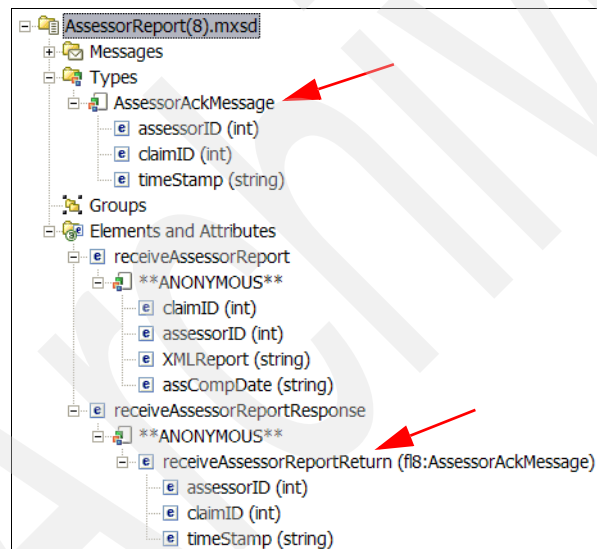 AssessorReport(8).mxsd
Messages
Types
AssessorAckMessage
assessorID (int)
claimID (int)
timeStamp (string)
Groups
Elements and Attributes
receiveAssessorReport
**ANONYMOUS**
claimID (int)
assessorID (int)
XMLReport (string)
assCompDate (string)
receiveAssessorReportResponse
**ANONYMOUS**
receiveAssessorReportReturn (fl8:AssessorAckMessage)
assessorID (int)
claimID (int)
timeStamp (string)